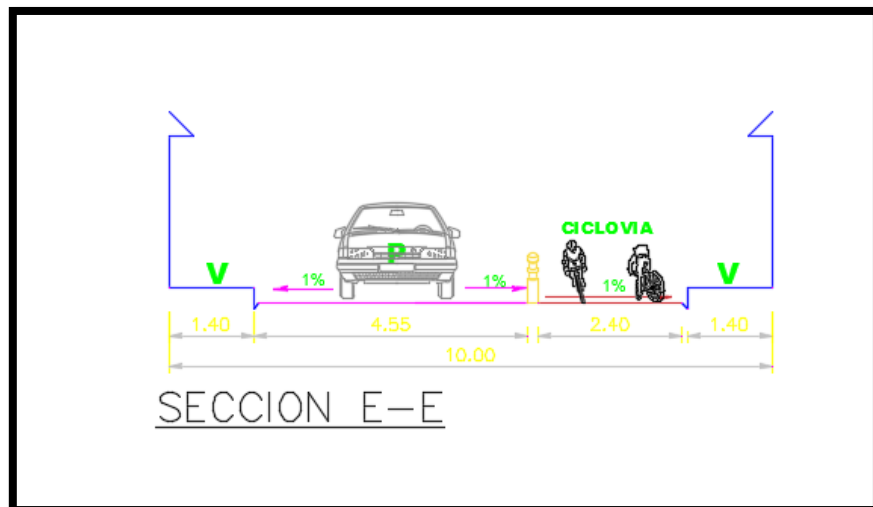 CICLOVIA
V P V
1% 1% 1%
1.40 4.55 2.40 1.40
10.00
SECCION E-E